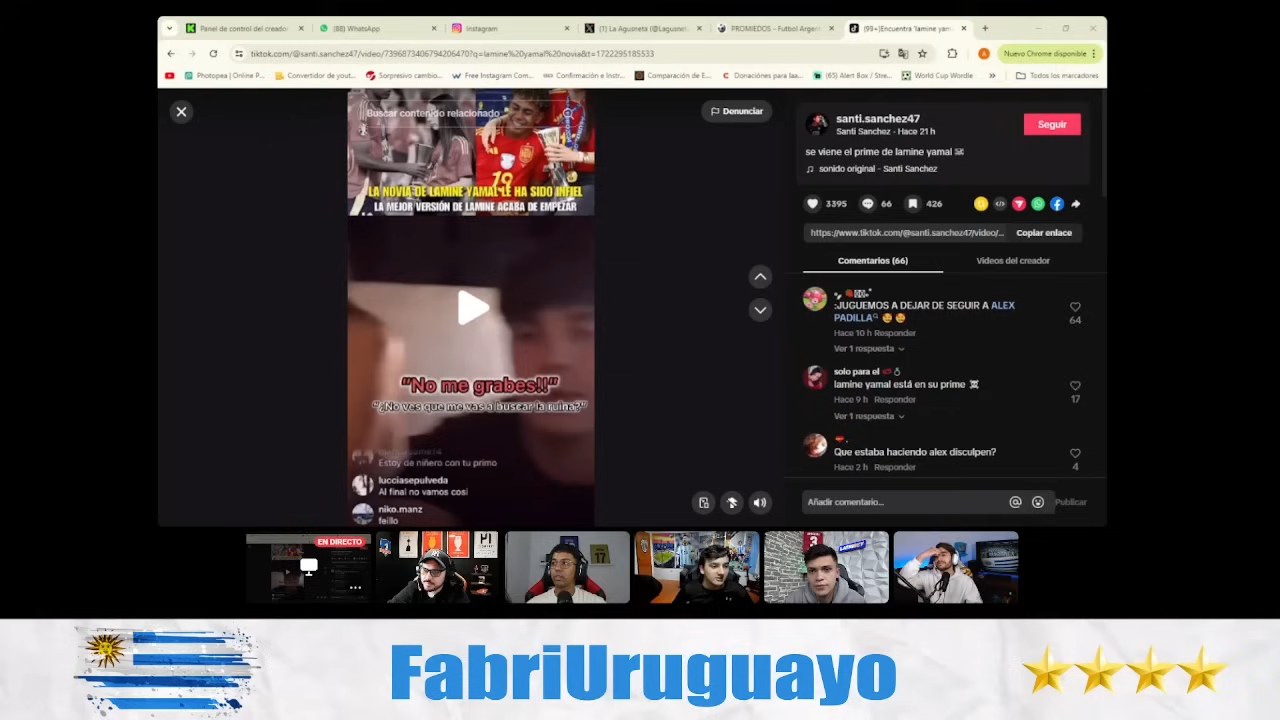 Panel de control del creador
(88) WhatsApp
Instagram
(1) La Agusneta (@Lagusnet
PROMIEDOS - Futbol Argen
(99+)Encuentra 'lamine yam
tiktok.com/@santi.sanchez47/video/7396873406794206470?q=lamine%20yamal%20novia&t=1722295185533
Nuevo Chrome disponible
Photopea | Online P...
Convertidor de yout...
Sorpresivo cambio...
Free Instagram Com...
Confirmación e Instr...
Comparación de E...
Donaciónes para laa...
(65) Alert Box / Stre...
World Cup Wordle
Todos los marcadores
Buscar contenido relacionado
Denunciar
19
LA NOVIA DE LAMINE YAMAL LE HA SIDO INFIEL
LA MEJOR VERSIÓN DE LAMINE ACABA DE EMPEZAR
"No me grabes!!"
"¿No ves que me vas a buscar la ruina?"
Estoy de niñero con tu primo
lucciasepulveda
Al final no vamos cosi
niko.manz
feillo
santi.sanchez47
Santi Sanchez · Hace 21 h
Seguir
se viene el prime de lamine yamal
sonido original - Santi Sanchez
3395
66
426
https://www.tiktok.com/@santi.sanchez47/video/...
Copiar enlace
Comentarios (66)
Videos del creador
:JUGUEMOS A DEJAR DE SEGUIR A ALEX
PADILLA
64
Hace 10 h Responder
Ver 1 respuesta
solo para el
lamine yamal está en su prime
17
Hace 9 h Responder
Ver 1 respuesta
Que estaba haciendo alex disculpen?
4
Hace 2 h Responder
Añadir comentario...
Publicar
EN DIRECTO
17
FabriUruguayo